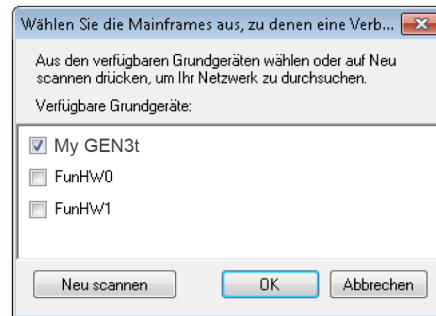 Wählen Sie die Mainframes aus, zu denen eine Verb...
Aus den verfügbaren Grundgeräten wählen oder auf Neu
scannen drücken, um Ihr Netzwerk zu durchsuchen.
Verfügbare Grundgeräte:
My GEN3t
FunHW0
FunHW1
Neu scannen OK Abbrechen